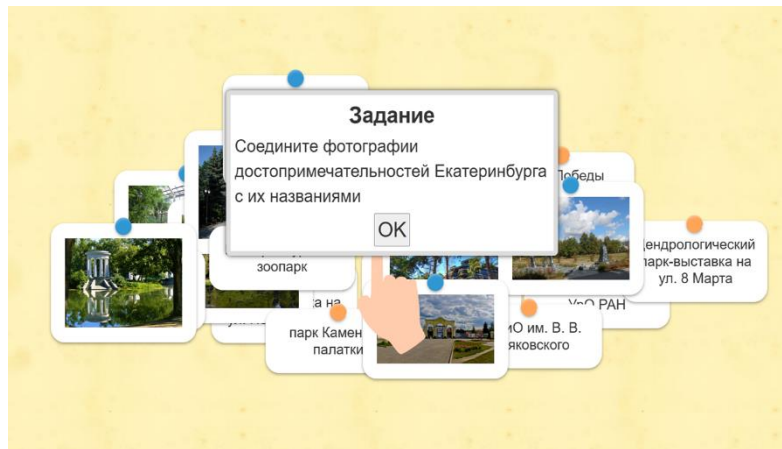 Задание
Соедините фотографии
достопримечательностей Екатеринбурга
с их названиями
OK
Победы
зоопарк
дендрологический
парк-выставка на
ул. 8 Марта
УрО РАН
на
парк Камен
палатки
им. В. В.